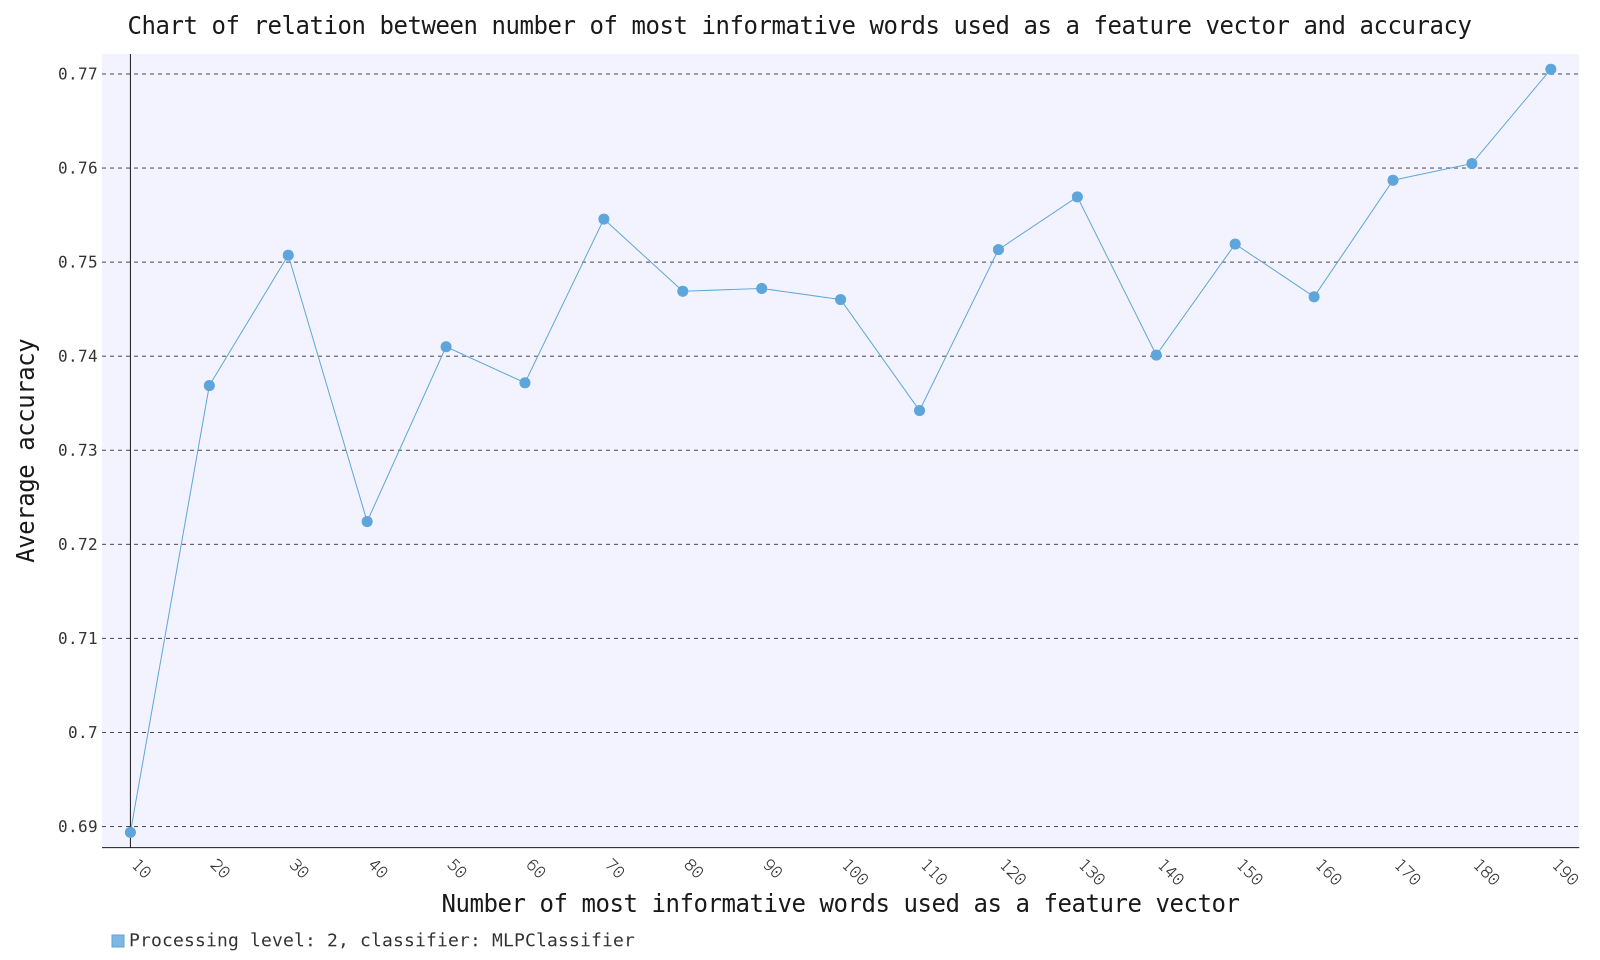 Chart of relation between number of most informative words used as a feature vector and accuracy
0.77
0.76
0.75
0.74
0.73
0.72
0.71
0.7
0.69
Average accuracy
10 20 30 40 50 60 70 80 90 100 110 120 130 140 150 160 170 180 190
Number of most informative words used as a feature vector
Processing level: 2, classifier: MLPClassifier